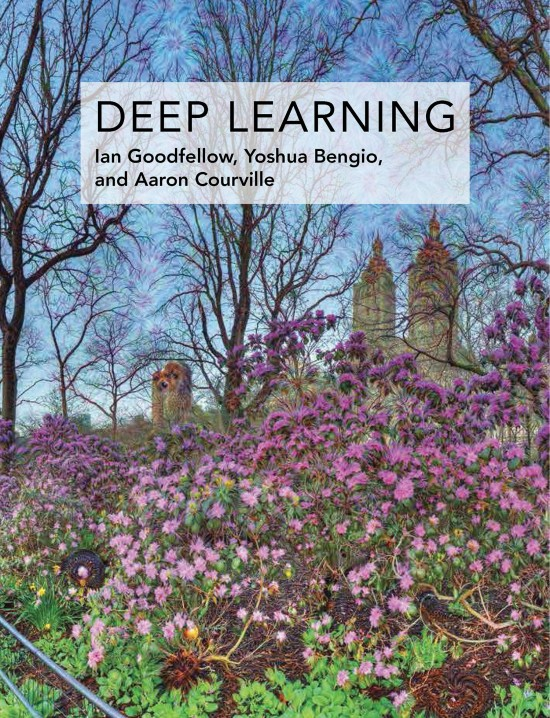 DEEP LEARNING
Ian Goodfellow, Yoshua Bengio,
and Aaron Courville